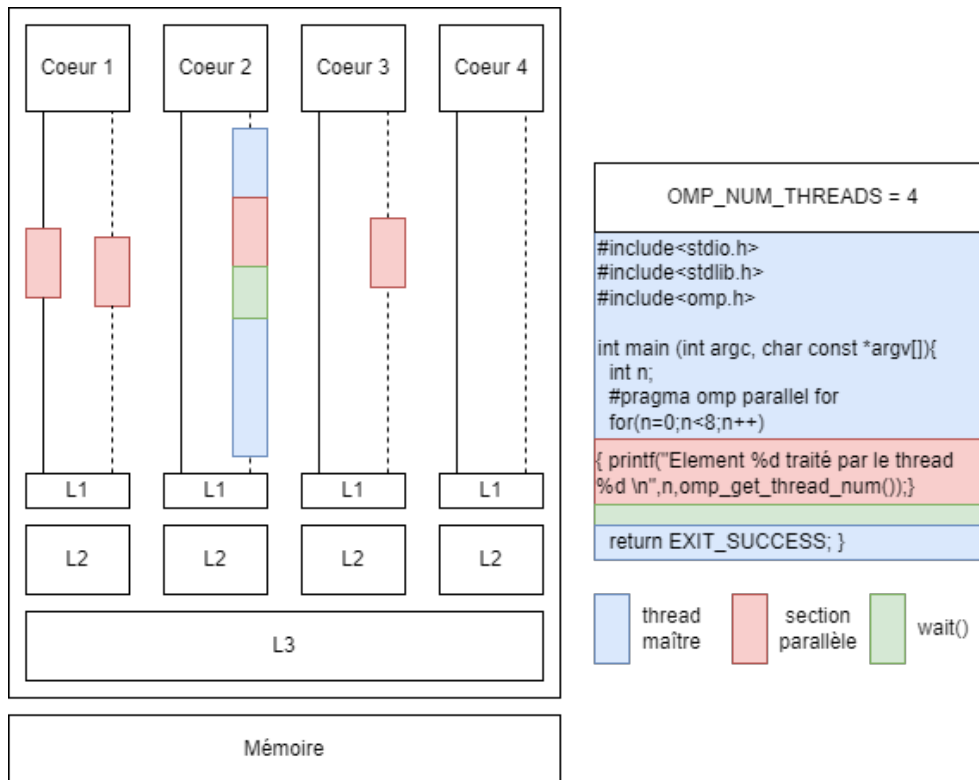 Coeur 1
Coeur 2
Coeur 3
Coeur 4
L1
L1
L1
L1
L2
L2
L2
L2
L3
Mémoire
OMP_NUM_THREADS = 4
#include<stdio.h>
#include<stdlib.h>
#include<omp.h>
int main (int argc, char const *argv[]){
int n;
#pragma omp parallel for
for(n=0;n<8;n++)
{ printf("Element %d traité par le thread
%d \n",n,omp_get_thread_num());}
return EXIT_SUCCESS; }
thread
maître
section
parallèle
wait()